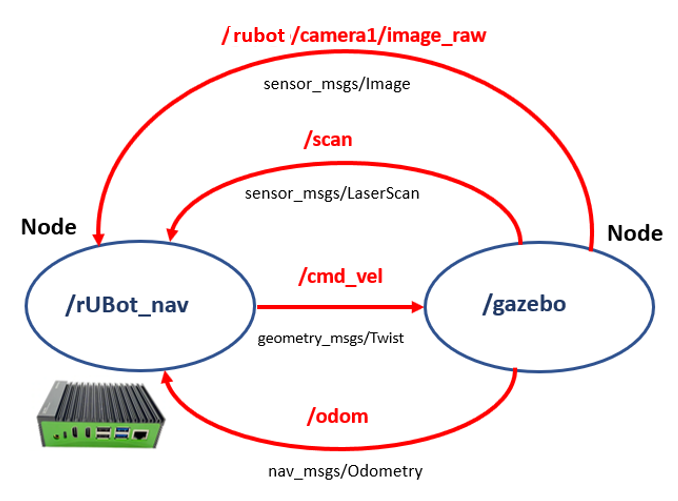 /rubot /camera1/image_raw
sensor_msgs/Image
/scan
sensor_msgs/LaserScan
Node
Node
/cmd_vel
/rUBot_nav
/gazebo
geometry_msgs/Twist
/odom
nav_msgs/Odometry